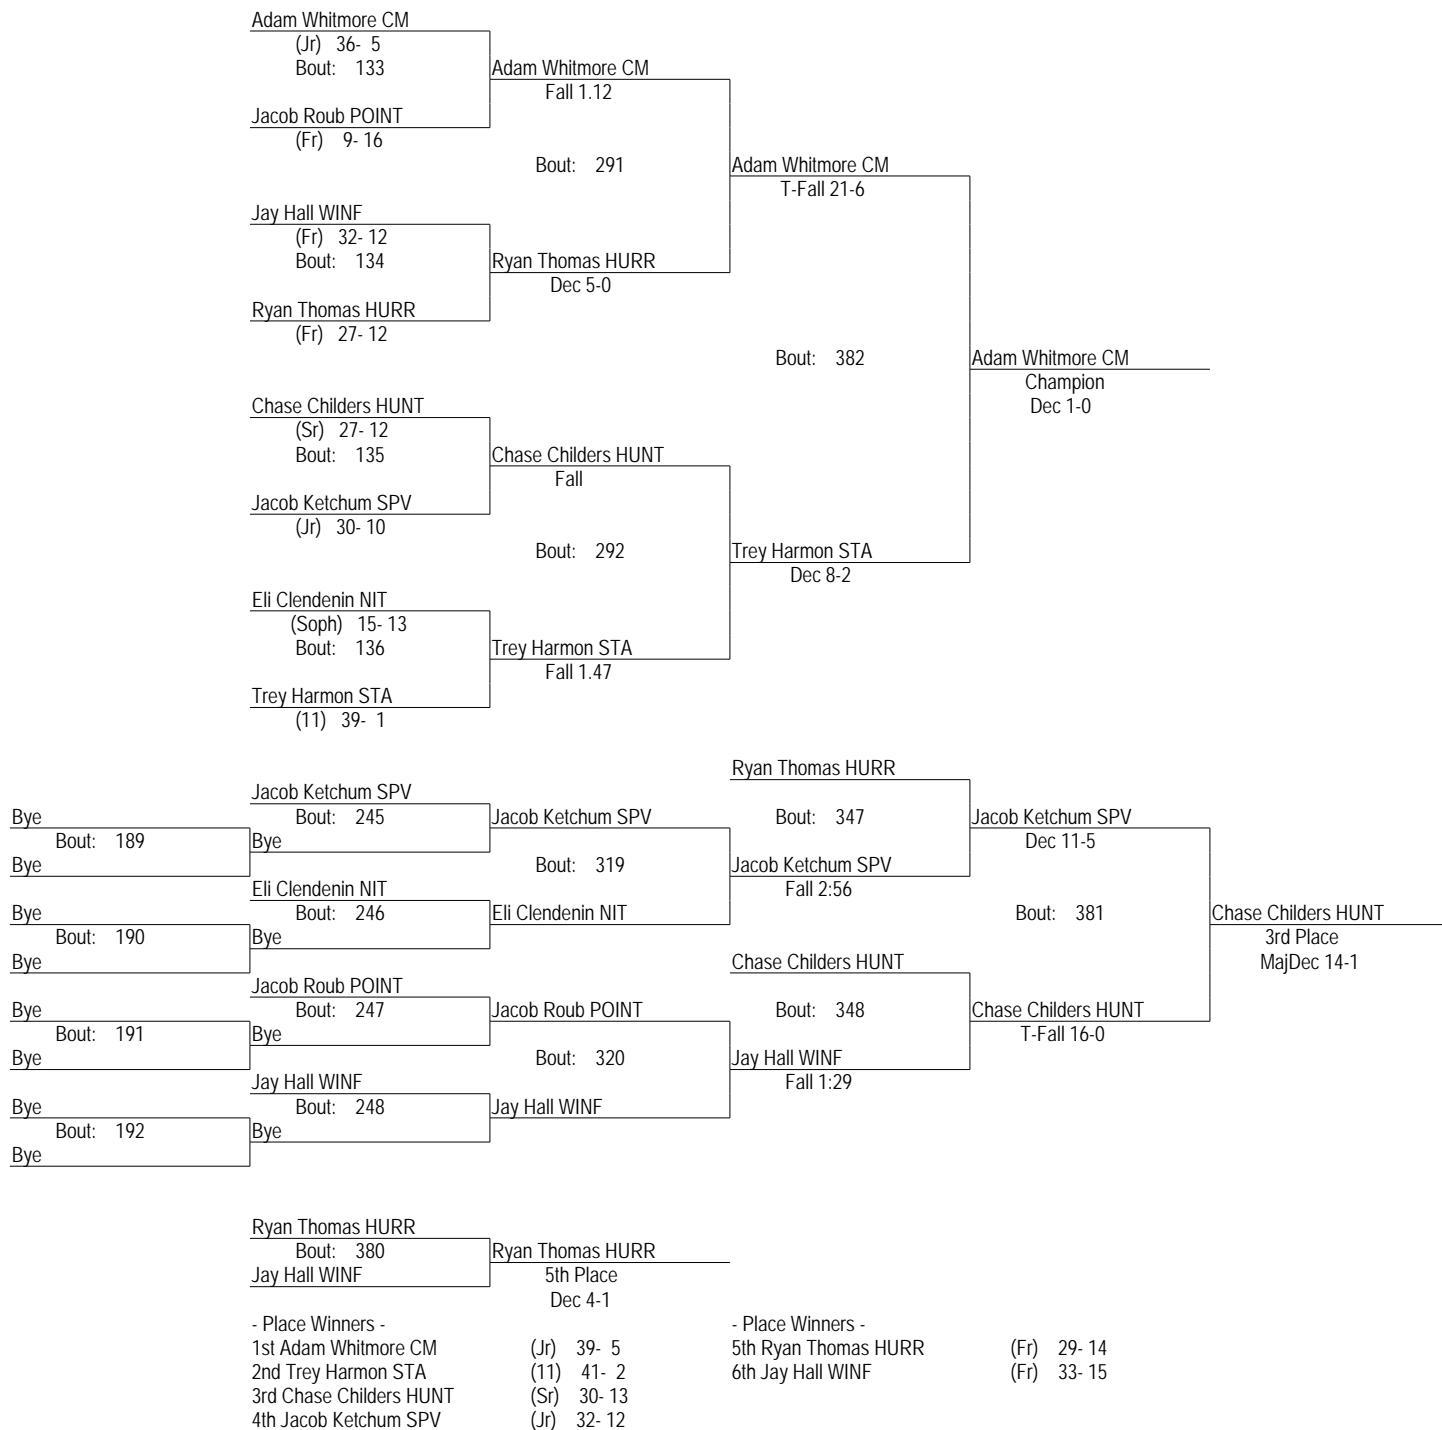 Adam Whitmore CM
(Jr) 36- 5
Bout: 133
Adam Whitmore CM
Fall 1.12
Jacob Roub POINT
(Fr) 9- 16
Bout: 291
Adam Whitmore CM
T-Fall 21-6
Jay Hall WINF
(Fr) 32- 12
Bout: 134
Ryan Thomas HURR
Dec 5-0
Ryan Thomas HURR
(Fr) 27- 12
Bout: 382
Adam Whitmore CM
Champion
Dec 1-0
Chase Childers HUNT
(Sr) 27- 12
Bout: 135
Chase Childers HUNT
Fall
Jacob Ketchum SPV
(Jr) 30- 10
Bout: 292
Trey Harmon STA
Dec 8-2
Eli Clendenin NIT
(Soph) 15- 13
Bout: 136
Trey Harmon STA
Fall 1.47
Trey Harmon STA
(11) 39- 1
Ryan Thomas HURR
Jacob Ketchum SPV
Bye
Bout: 245
Jacob Ketchum SPV
Bout: 347
Jacob Ketchum SPV
Bout: 189
Bye
Dec 11-5
Bye
Bout: 319
Jacob Ketchum SPV
Eli Clendenin NIT
Fall 2:56
Bye
Bout: 246
Eli Clendenin NIT
Bout: 381
Chase Childers HUNT
Bout: 190
Bye
3rd Place
Bye
Chase Childers HUNT
MajDec 14-1
Jacob Roub POINT
Bye
Bout: 247
Jacob Roub POINT
Bout: 348
Chase Childers HUNT
Bout: 191
Bye
T-Fall 16-0
Bye
Bout: 320
Jay Hall WINF
Jay Hall WINF
Fall 1:29
Bye
Bout: 248
Jay Hall WINF
Bout: 192
Bye
Bye
Ryan Thomas HURR
Bout: 380
Ryan Thomas HURR
Jay Hall WINF
5th Place
Dec 4-1
- Place Winners -
1st Adam Whitmore CM (Jr) 39- 5
2nd Trey Harmon STA (11) 41- 2
3rd Chase Childers HUNT (Sr) 30- 13
4th Jacob Ketchum SPV (Jr) 32- 12
- Place Winners -
5th Ryan Thomas HURR (Fr) 29- 14
6th Jay Hall WINF (Fr) 33- 15